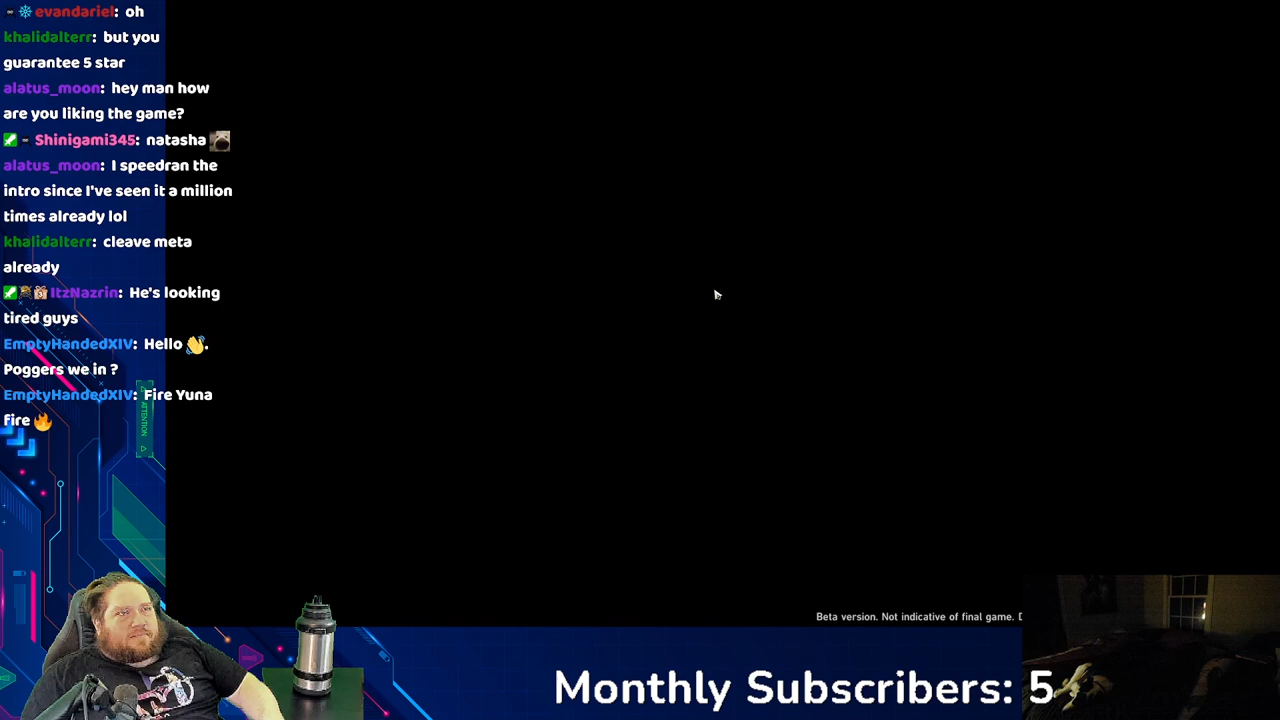 evandariel: oh
khalidalterr: but you
guarantee 5 star
alatus_moon: hey man how
are you liking the game?
Shinigami345: natasha
alatus_moon: I speedran the
intro since I've seen it a million
times already lol
khalidalterr: cleave meta
already
ItzNazrin: He's looking
tired guys
EmptyHandedXIV: Hello 👋.
Poggers we in ?
EmptyHandedXIV: Fire Yuna
fire 🔥
ATTENTION
Beta version. Not indicative of final game. D
Monthly Subscribers: 5